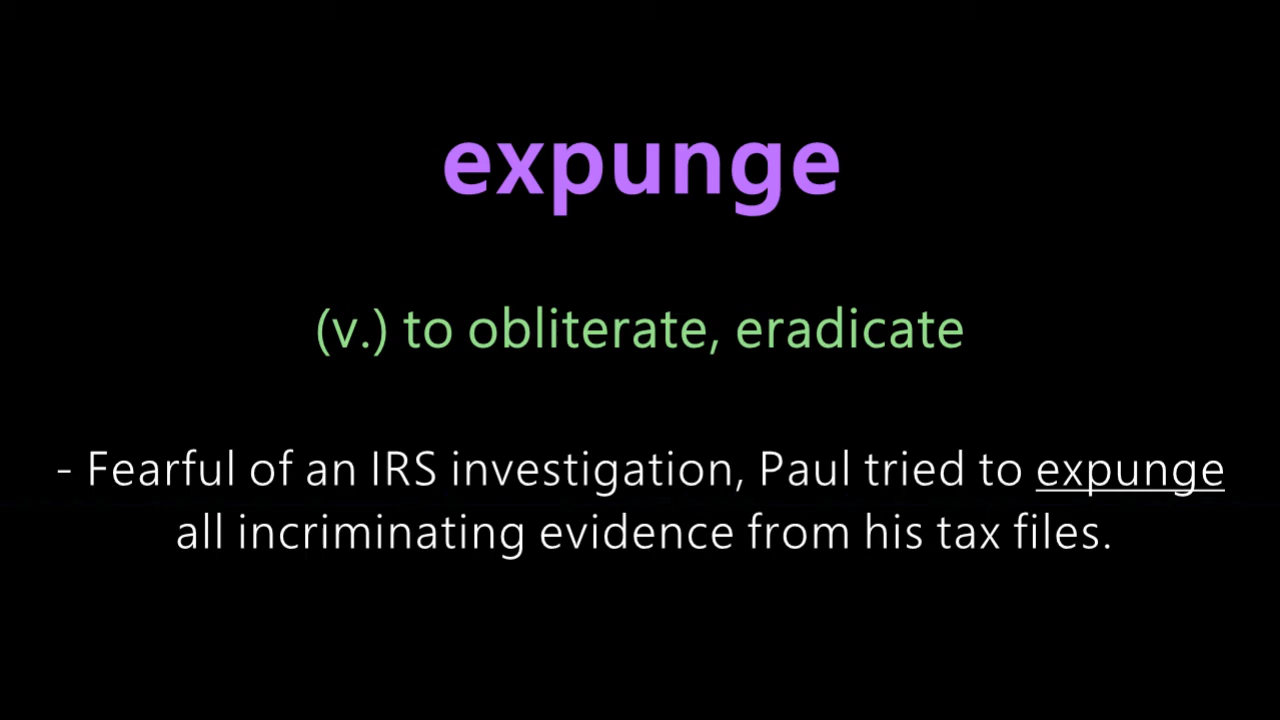 expunge
(v.) to obliterate, eradicate
- Fearful of an IRS investigation, Paul tried to expunge
all incriminating evidence from his tax files.